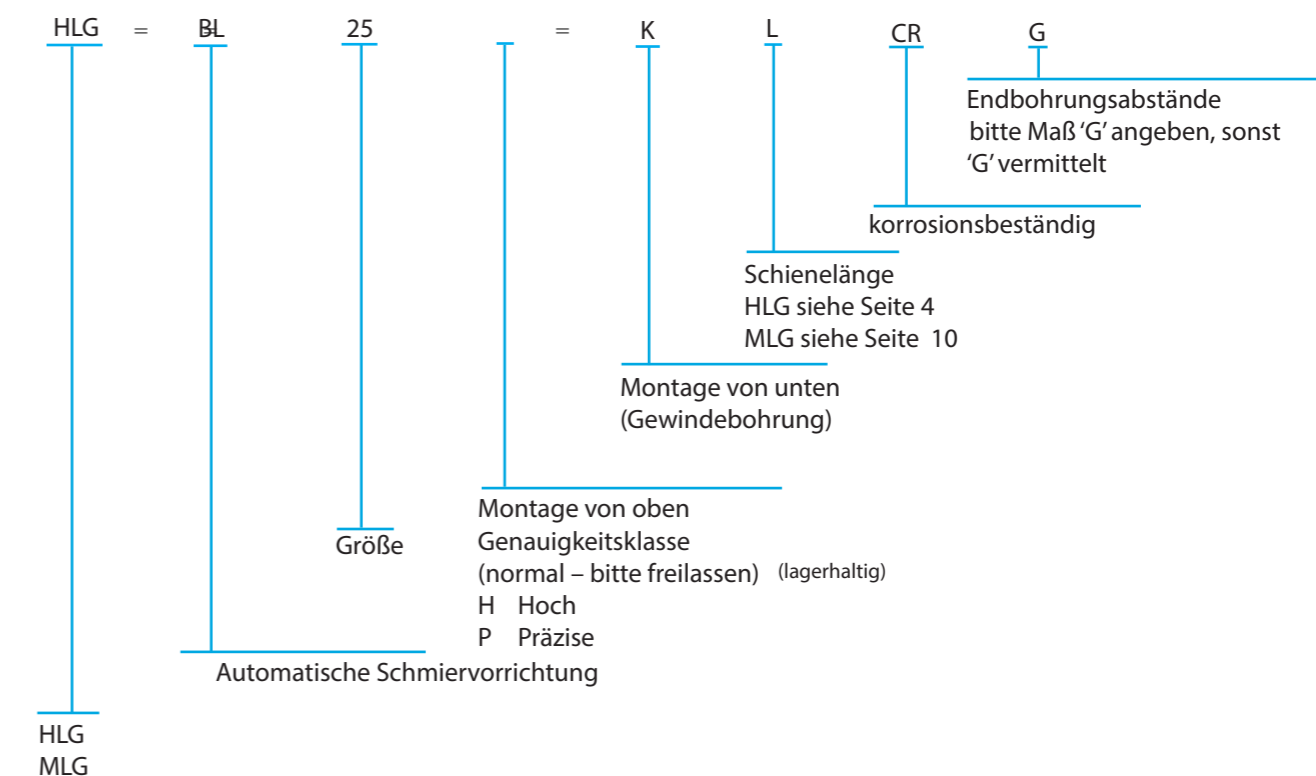 HLG = BL 25 = K L CR G
Endbohrungsabstände
bitte Maß ‘G’ angeben, sonst
‘G’ vermittelt
korrosionsbeständig
Schienelänge
HLG siehe Seite 4
MLG siehe Seite 10
Montage von unten
(Gewindebohrung)
Montage von oben
Genauigkeitsklasse
(normal – bitte freilassen) (lagerhaltig)
H Hoch
P Präzise
Größe
Automatische Schmiervorrichtung
HLG
MLG